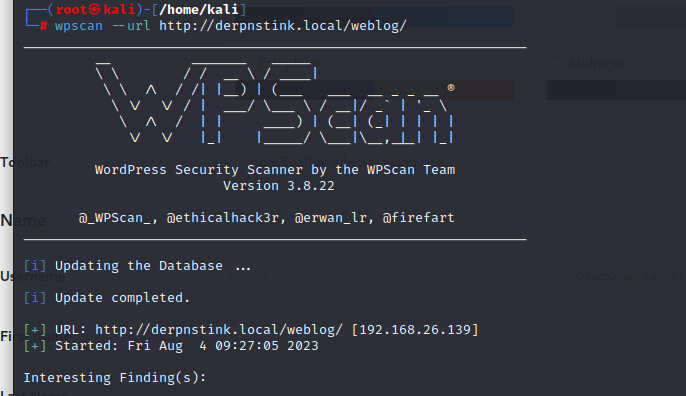 (root㉿kali)-[/home/kali]
# wpscan --url http://derpnstink.local/weblog/
WPScan ®
Midnight
Toolbar
WordPress Security Scanner by the WPScan Team
Version 3.8.22
@_WPScan_, @ethicalhack3r, @erwan_lr, @firefart
Name
[i] Updating the Database ...
Username
[i] Update completed.
[+] URL: http://derpnstink.local/weblog/ [192.168.26.139]
[+] Started: Fri Aug  4 09:27:05 2023
Interesting Finding(s):